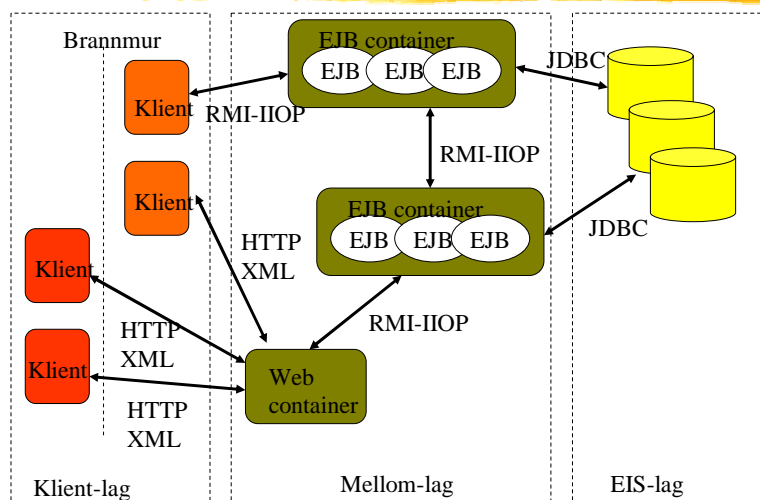 Brannmur
EJB container
EJB EJB EJB
JDBC
Klient
RMI-IIOP
RMI-IIOP
Klient
EJB container
EJB EJB EJB
JDBC
HTTP
XML
Klient
RMI-IIOP
HTTP
XML
Klient
Web
container
HTTP
XML
Klient-lag
Mellom-lag
EIS-lag